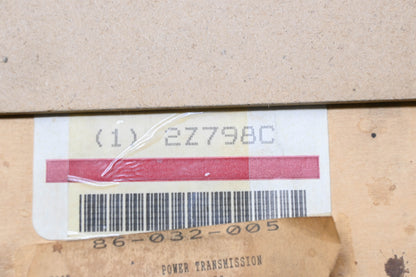 (1) 2Z798C
86-032-005
POWER TRANSMISSION